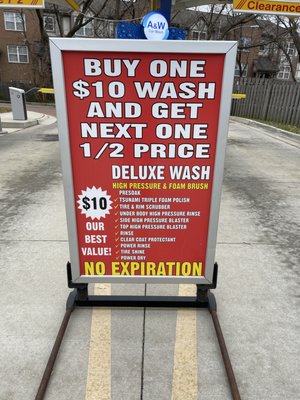 Clearance
A&W
Car Wash
BUY ONE
$10 WASH
AND GET
NEXT ONE
1/2 PRICE
DELUXE WASH
HIGH PRESSURE & FOAM BRUSH
PRESOAK
TSUNAMI TRIPLE FOAM POLISH
TIRE & RIM SCRUBBER
UNDER BODY HIGH PRESSURE RINSE
SIDE HIGH PRESSURE BLASTER
TOP HIGH PRESSURE BLASTER
RINSE
CLEAR COAT PROTECTANT
POWER RINSE
TIRE SHINE
POWER DRY
$10
OUR
BEST
VALUE!
NO EXPIRATION